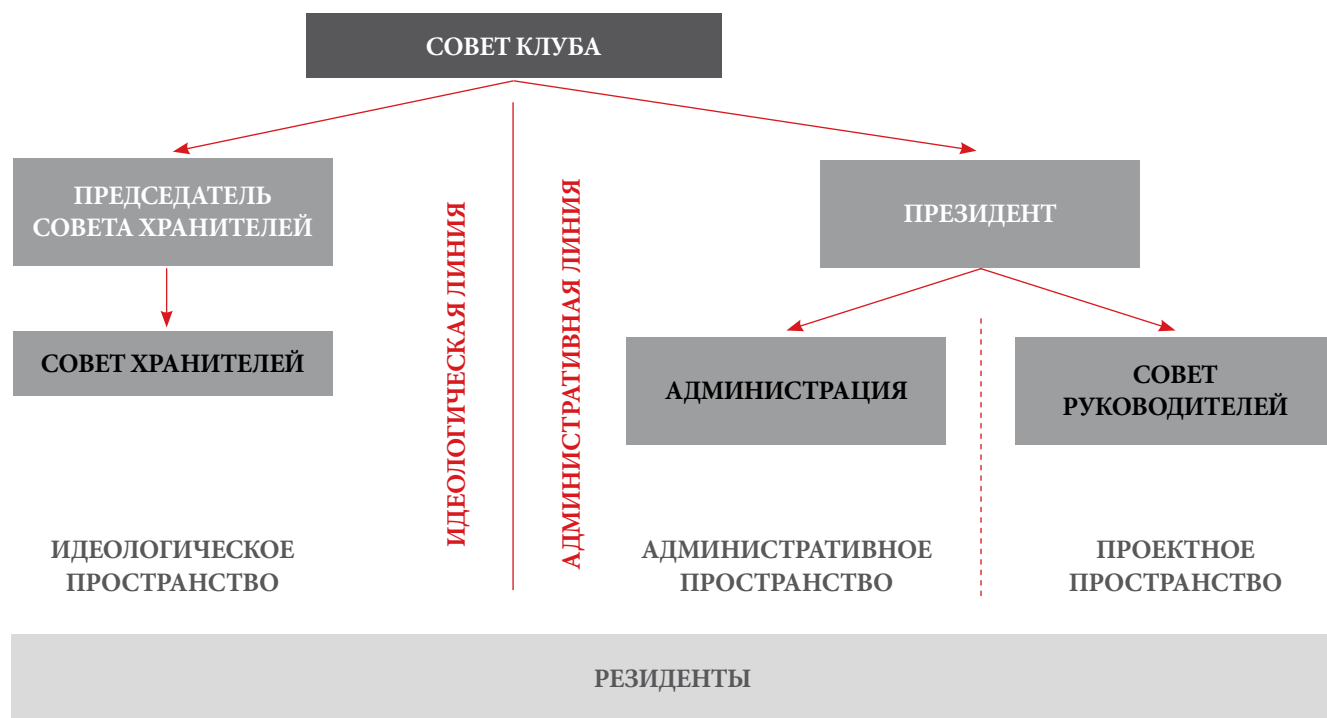 СОВЕТ КЛУБА
ПРЕДСЕДАТЕЛЬ
СОВЕТА ХРАНИТЕЛЕЙ
ПРЕЗИДЕНТ
ИДЕОЛОГИЧЕСКАЯ ЛИНИЯ
АДМИНИСТРАТИВНАЯ ЛИНИЯ
СОВЕТ ХРАНИТЕЛЕЙ
АДМИНИСТРАЦИЯ
СОВЕТ
РУКОВОДИТЕЛЕЙ
ИДЕОЛОГИЧЕСКОЕ
ПРОСТРАНСТВО
АДМИНИСТРАТИВНОЕ
ПРОСТРАНСТВО
ПРОЕКТНОЕ
ПРОСТРАНСТВО
РЕЗИДЕНТЫ